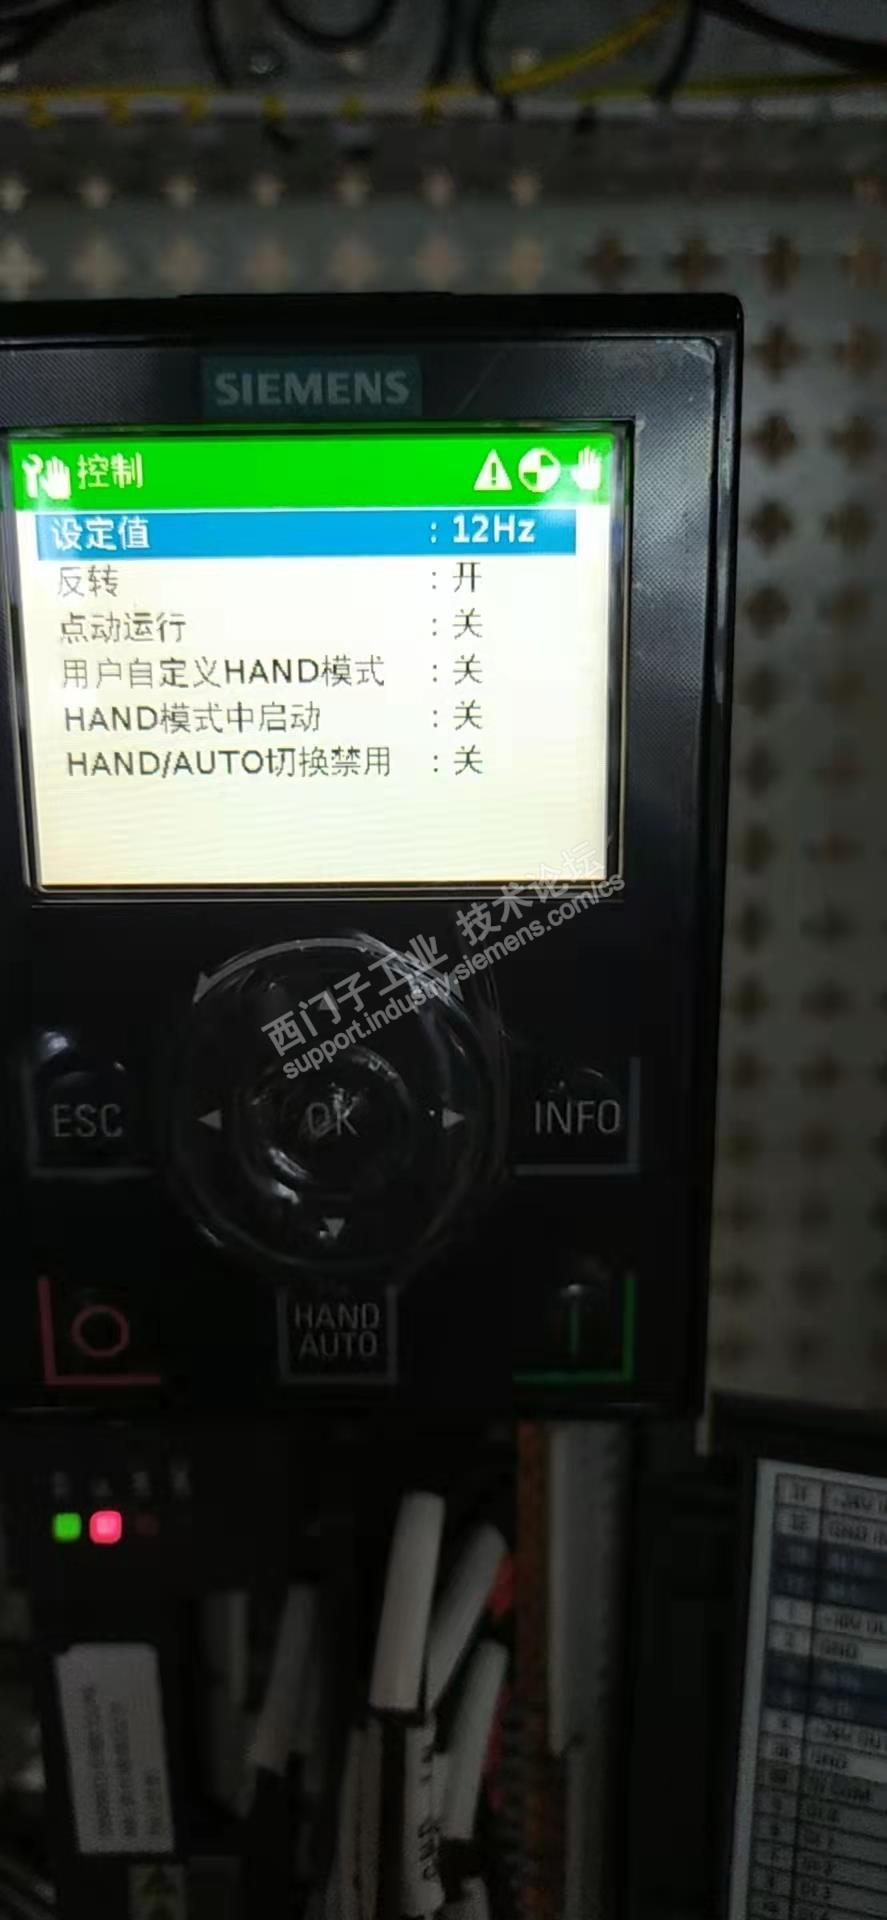 SIEMENS
控制
设定值 : 12Hz
反转 : 开
点动运行 : 关
用户自定义HAND模式 : 关
HAND模式中启动 : 关
HAND/AUTO切换禁用 : 关
西门子工业 技术论坛
support.industry.siemens.com/cs
ESC
OK
INFO
HAND
AUTO